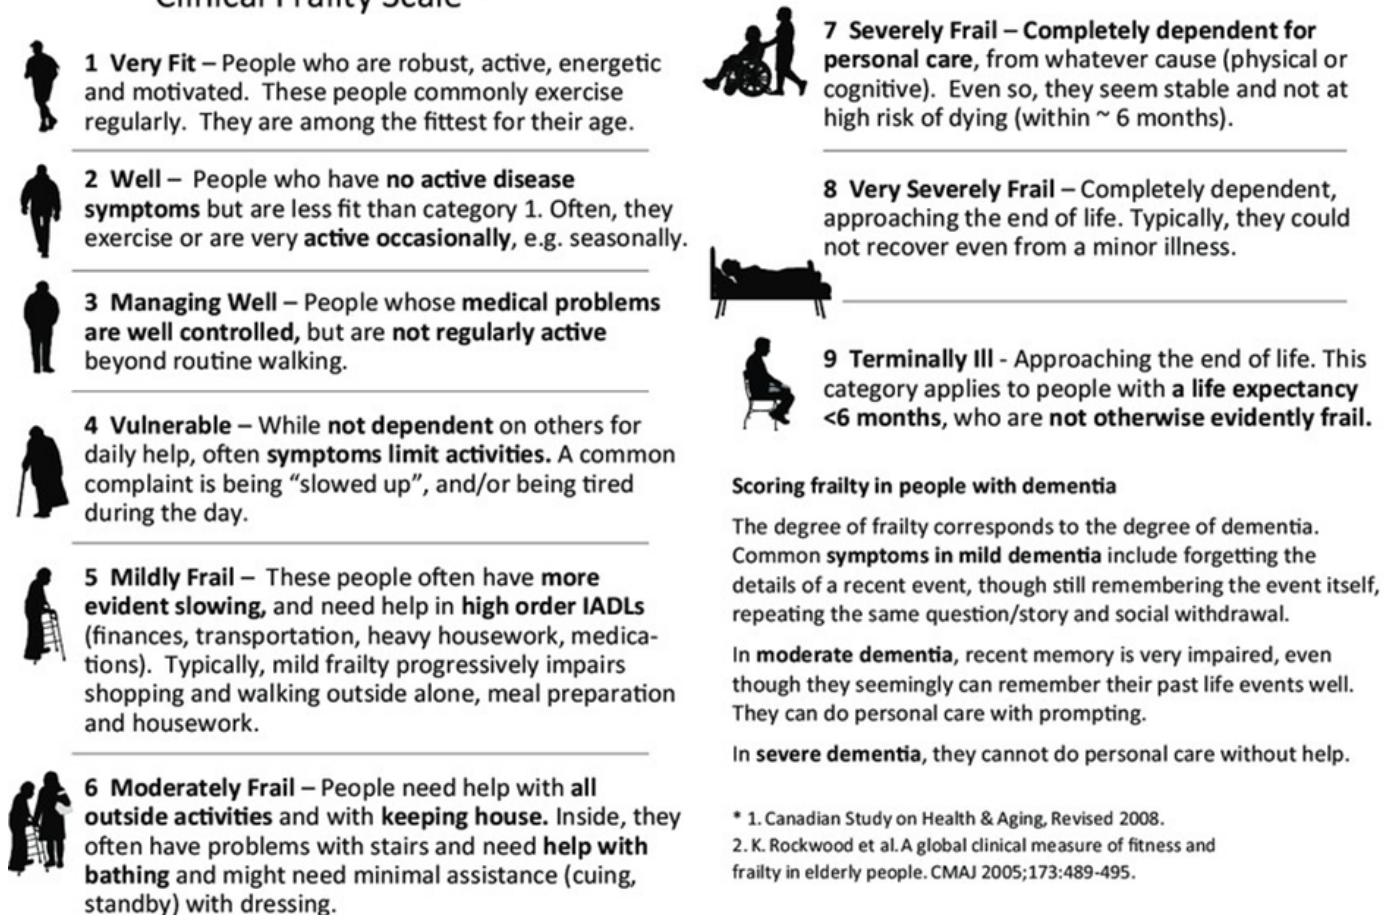 Clinical Frailty Scale
1 Very Fit – People who are robust, active, energetic
and motivated. These people commonly exercise
regularly. They are among the fittest for their age.
2 Well – People who have no active disease
symptoms but are less fit than category 1. Often, they
exercise or are very active occasionally, e.g. seasonally.
3 Managing Well – People whose medical problems
are well controlled, but are not regularly active
beyond routine walking.
4 Vulnerable – While not dependent on others for
daily help, often symptoms limit activities. A common
complaint is being “slowed up”, and/or being tired
during the day.
5 Mildly Frail – These people often have more
evident slowing, and need help in high order IADLs
(finances, transportation, heavy housework, medica-
tions). Typically, mild frailty progressively impairs
shopping and walking outside alone, meal preparation
and housework.
6 Moderately Frail – People need help with all
outside activities and with keeping house. Inside, they
often have problems with stairs and need help with
bathing and might need minimal assistance (cuing,
standby) with dressing.
7 Severely Frail – Completely dependent for
personal care, from whatever cause (physical or
cognitive). Even so, they seem stable and not at
high risk of dying (within ~ 6 months).
8 Very Severely Frail – Completely dependent,
approaching the end of life. Typically, they could
not recover even from a minor illness.
9 Terminally Ill - Approaching the end of life. This
category applies to people with a life expectancy
<6 months, who are not otherwise evidently frail.
Scoring frailty in people with dementia
The degree of frailty corresponds to the degree of dementia.
Common symptoms in mild dementia include forgetting the
details of a recent event, though still remembering the event itself,
repeating the same question/story and social withdrawal.
In moderate dementia, recent memory is very impaired, even
though they seemingly can remember their past life events well.
They can do personal care with prompting.
In severe dementia, they cannot do personal care without help.
* 1. Canadian Study on Health & Aging, Revised 2008.
2. K. Rockwood et al. A global clinical measure of fitness and
frailty in elderly people. CMAJ 2005;173:489-495.